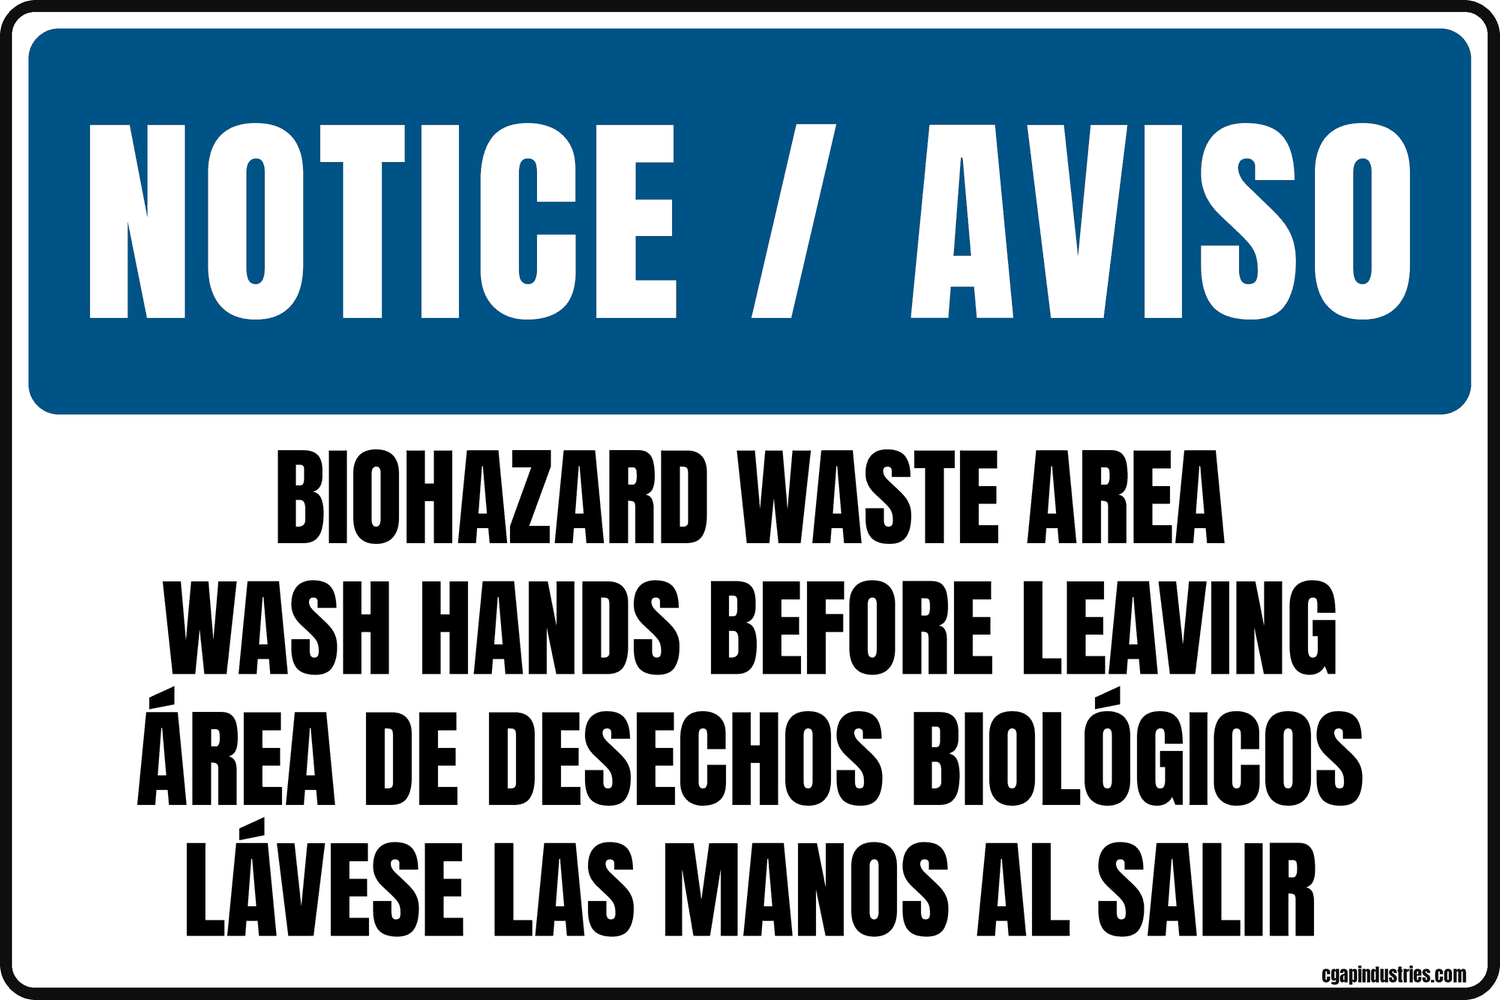 NOTICE / AVISO
BIOHAZARD WASTE AREA
WASH HANDS BEFORE LEAVING
ÁREA DE DESECHOS BIOLÓGICOS
LÁVESE LAS MANOS AL SALIR
cgapindustries.com